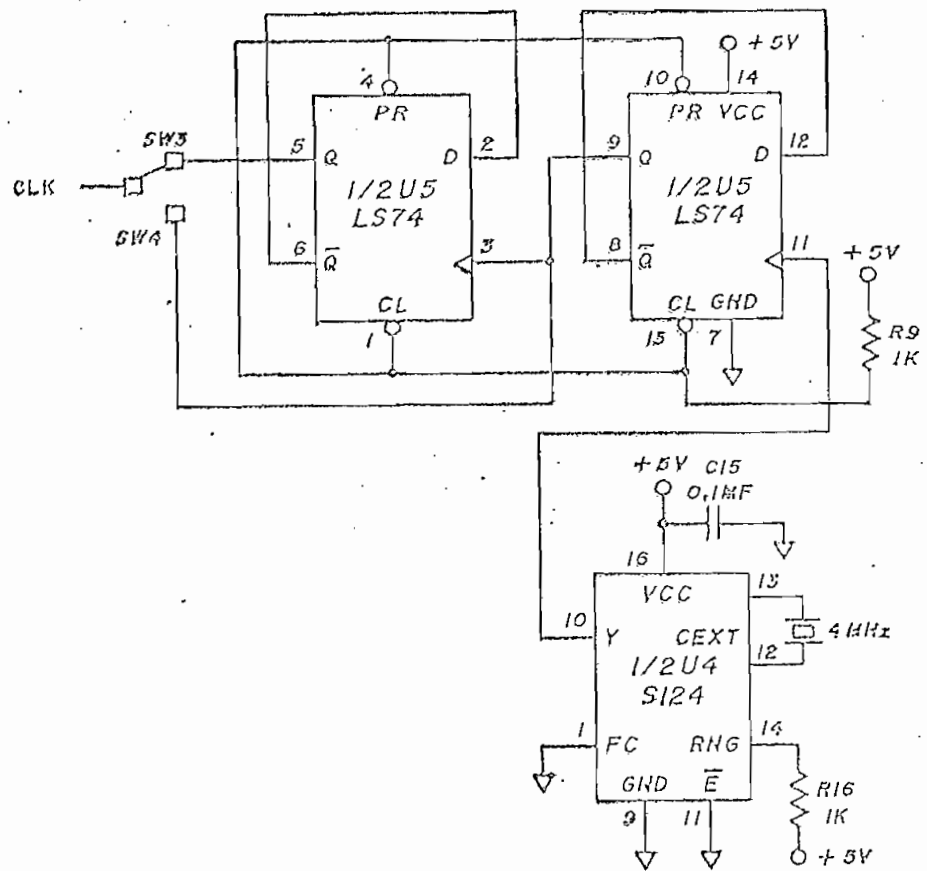 +5V
4
10
14
PR
PR VCC
SW3
5
Q
D
2
9
Q
D
12
CLK
1/2U5
LS74
1/2U5
LS74
SW4
6
Q̅
3
8
Q̅
11
+5V
CL
1
CL GND
13
7
R9
1K
+5V
C15
0.1MF
16
13
VCC
10
Y
CEXT
4MHz
12
1/2U4
S124
1
FC
RNG
14
GND
E̅
R16
1K
9
11
+5V